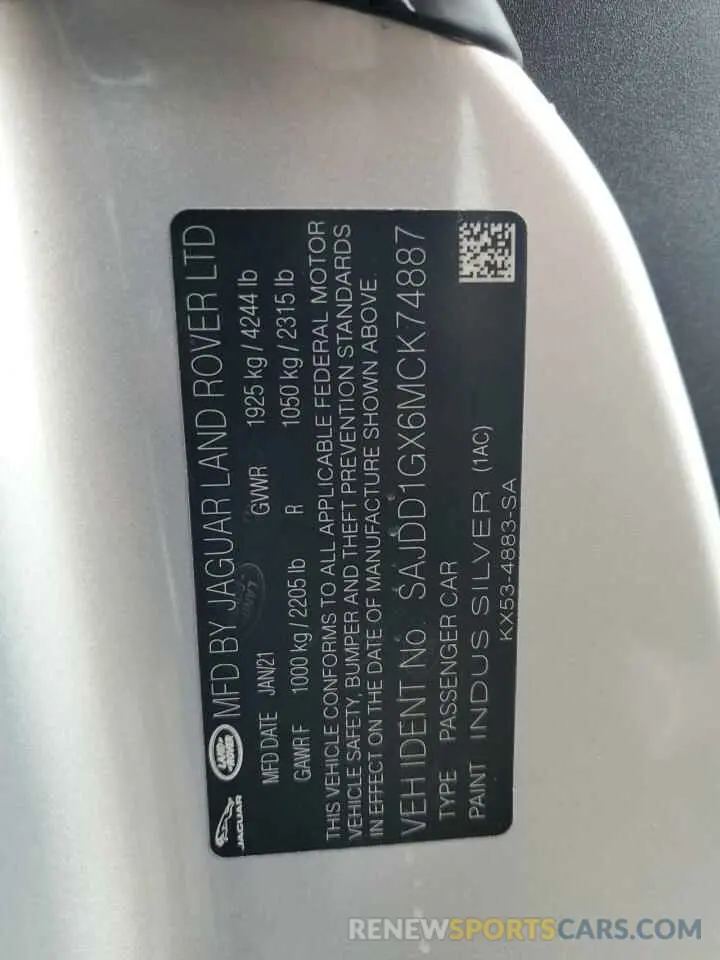 JAGUAR
LAND ROVER
MFD BY JAGUAR LAND ROVER LTD
MFD DATE JAN/21 GVWR 1925 kg / 4244 lb
GAWR F 1000 kg / 2205 lb R 1050 kg / 2315 lb
THIS VEHICLE CONFORMS TO ALL APPLICABLE FEDERAL MOTOR
VEHICLE SAFETY, BUMPER AND THEFT PREVENTION STANDARDS
IN EFFECT ON THE DATE OF MANUFACTURE SHOWN ABOVE.
VEH IDENT No. SAJDD1GX6MCK74887
TYPE PASSENGER CAR
PAINT INDUS SILVER (1AC)
KX53-4883-SA
RENEWSPORTSCARS.COM